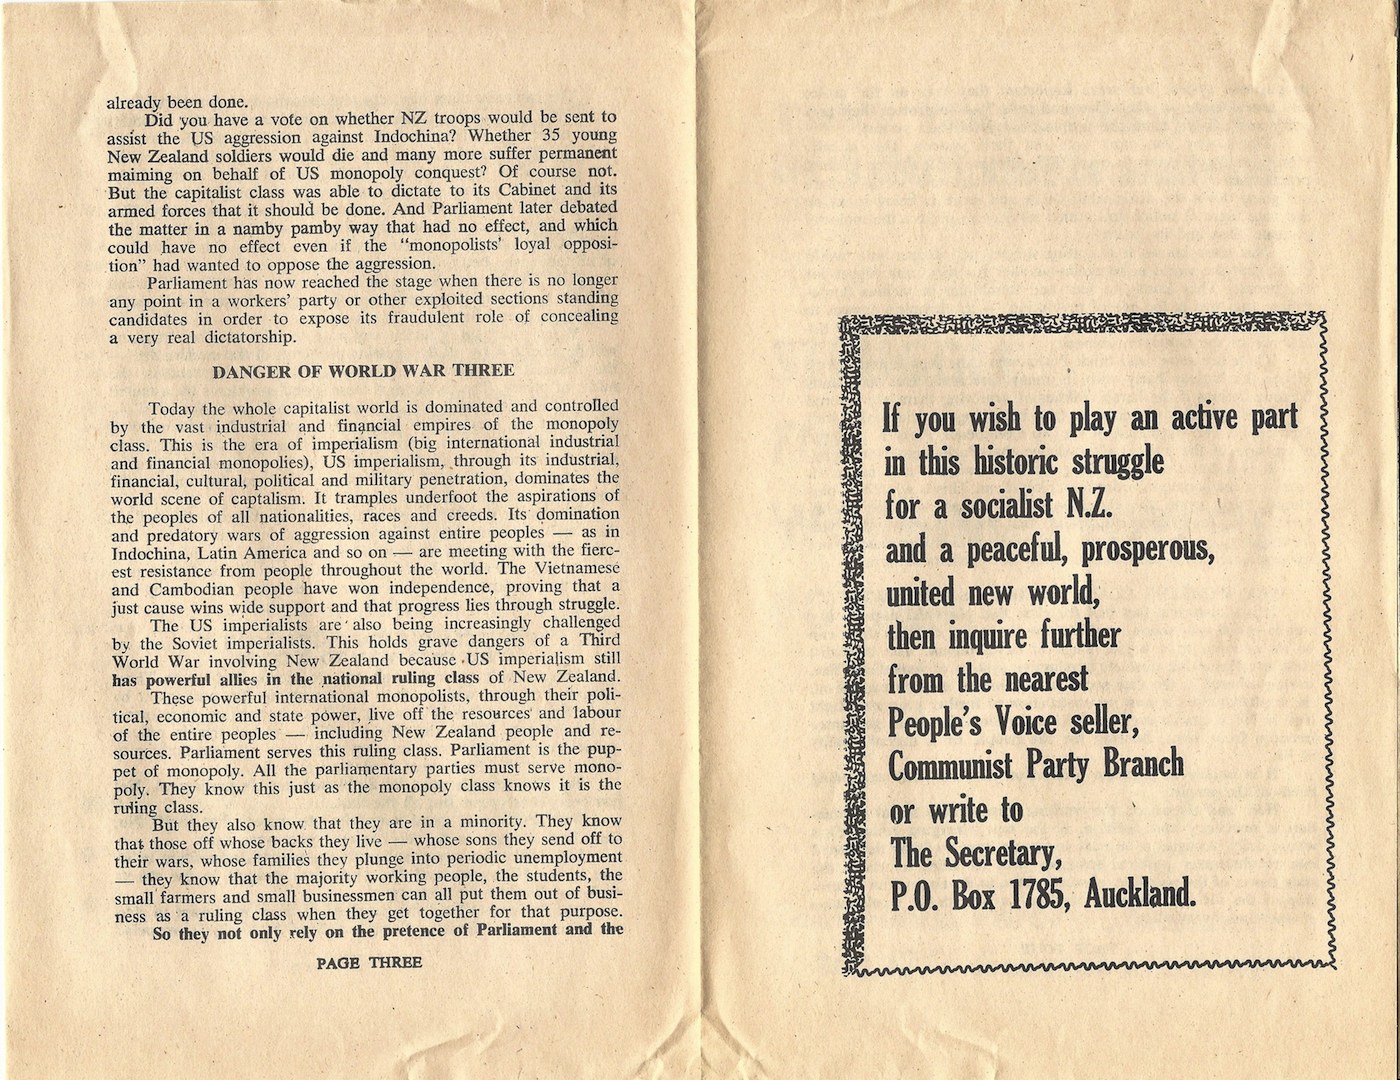 already been done.
Did you have a vote on whether NZ troops would be sent to
assist the US aggression against Indochina? Whether 35 young
New Zealand soldiers would die and many more suffer permanent
maiming on behalf of US monopoly conquest? Of course not.
But the capitalist class was able to dictate to its Cabinet and its
armed forces that it should be done. And Parliament later debated
the matter in a namby pamby way that had no effect, and which
could have no effect even if the “monopolists’ loyal opposi-
tion” had wanted to oppose the aggression.
Parliament has now reached the stage when there is no longer
any point in a workers’ party or other exploited sections standing
candidates in order to expose its fraudulent role of concealing
a very real dictatorship.
DANGER OF WORLD WAR THREE
Today the whole capitalist world is dominated and controlled
by the vast industrial and financial empires of the monopoly
class. This is the era of imperialism (big international industrial
and financial monopolies), US imperialism, through its industrial,
financial, cultural, political and military penetration, dominates the
world scene of captalism. It tramples underfoot the aspirations of
the peoples of all nationalities, races and creeds. Its domination
and predatory wars of aggression against entire peoples — as in
Indochina, Latin America and so on — are meeting with the fierc-
est resistance from people throughout the world. The Vietnamese
and Cambodian people have won independence, proving that a
just cause wins wide support and that progress lies through struggle.
The US imperialists are also being increasingly challenged
by the Soviet imperialists. This holds grave dangers of a Third
World War involving New Zealand because US imperialism still
has powerful allies in the national ruling class of New Zealand.
These powerful international monopolists, through their poli-
tical, economic and state power, live off the resources and labour
of the entire peoples — including New Zealand people and re-
sources. Parliament serves this ruling class. Parliament is the pup-
pet of monopoly. All the parliamentary parties must serve mono-
poly. They know this just as the monopoly class knows it is the
ruling class.
But they also know that they are in a minority. They know
that those off whose backs they live — whose sons they send off to
their wars, whose families they plunge into periodic unemployment
— they know that the majority working people, the students, the
small farmers and small businessmen can all put them out of busi-
ness as a ruling class when they get together for that purpose.
So they not only rely on the pretence of Parliament and the
PAGE THREE
If you wish to play an active part
in this historic struggle
for a socialist N.Z.
and a peaceful, prosperous,
united new world,
then inquire further
from the nearest
People’s Voice seller,
Communist Party Branch
or write to
The Secretary,
P.O. Box 1785, Auckland.